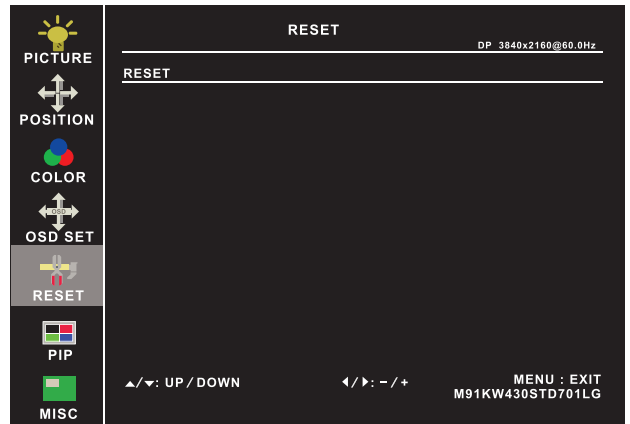 RESET
DP 3840x2160@60.0Hz
RESET
PICTURE
POSITION
COLOR
OSD
OSD SET
RESET
PIP
MISC
▲/▼: UP / DOWN
◀/▶: - / +
MENU : EXIT
M91KW430STD701LG